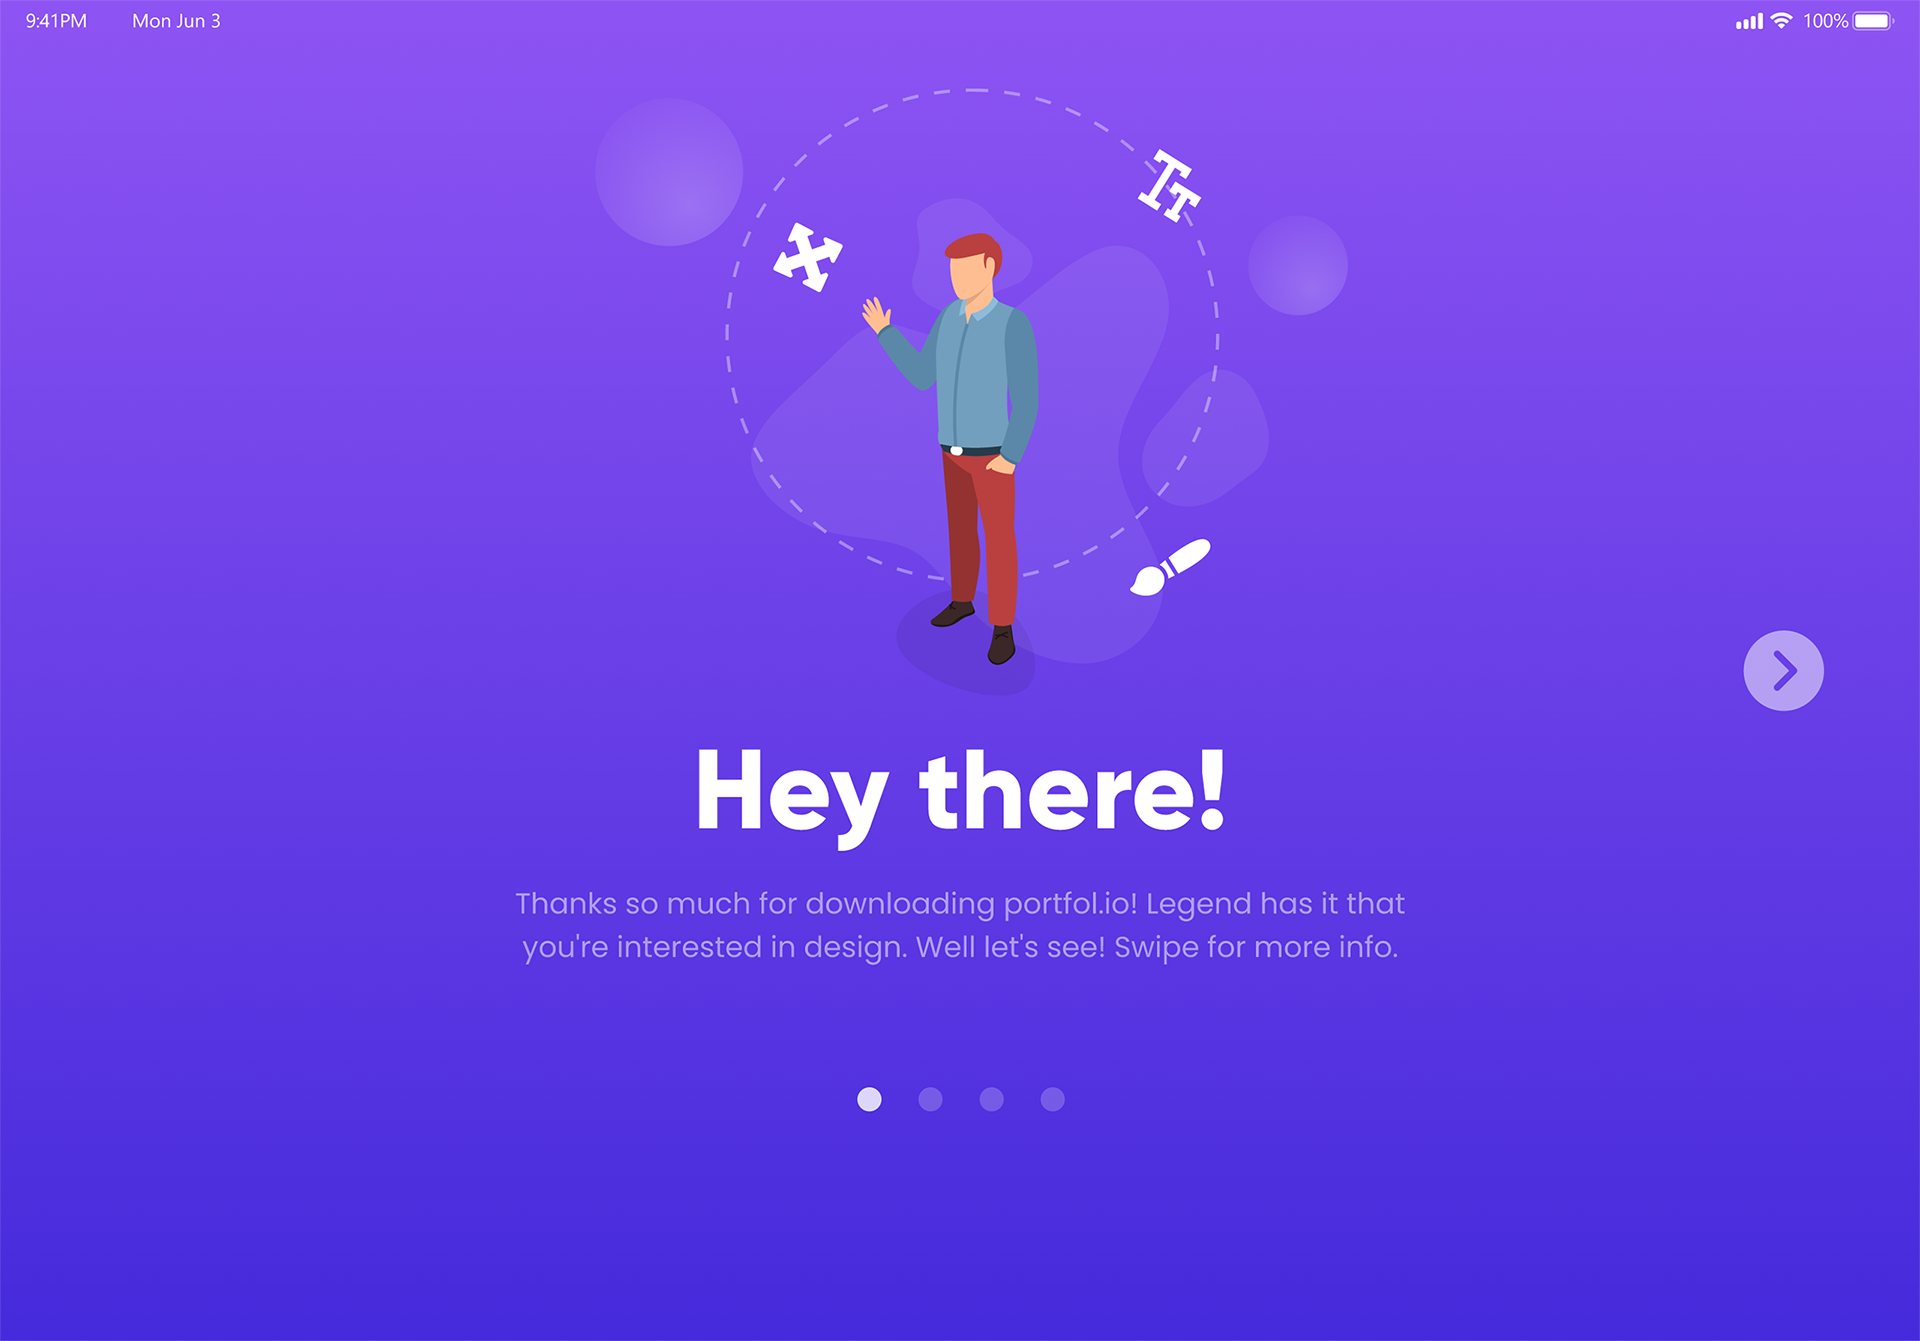 9:41PM Mon Jun 3 100%
Tt
Hey there!
Thanks so much for downloading portfol.io! Legend has it that
you're interested in design. Well let's see! Swipe for more info.